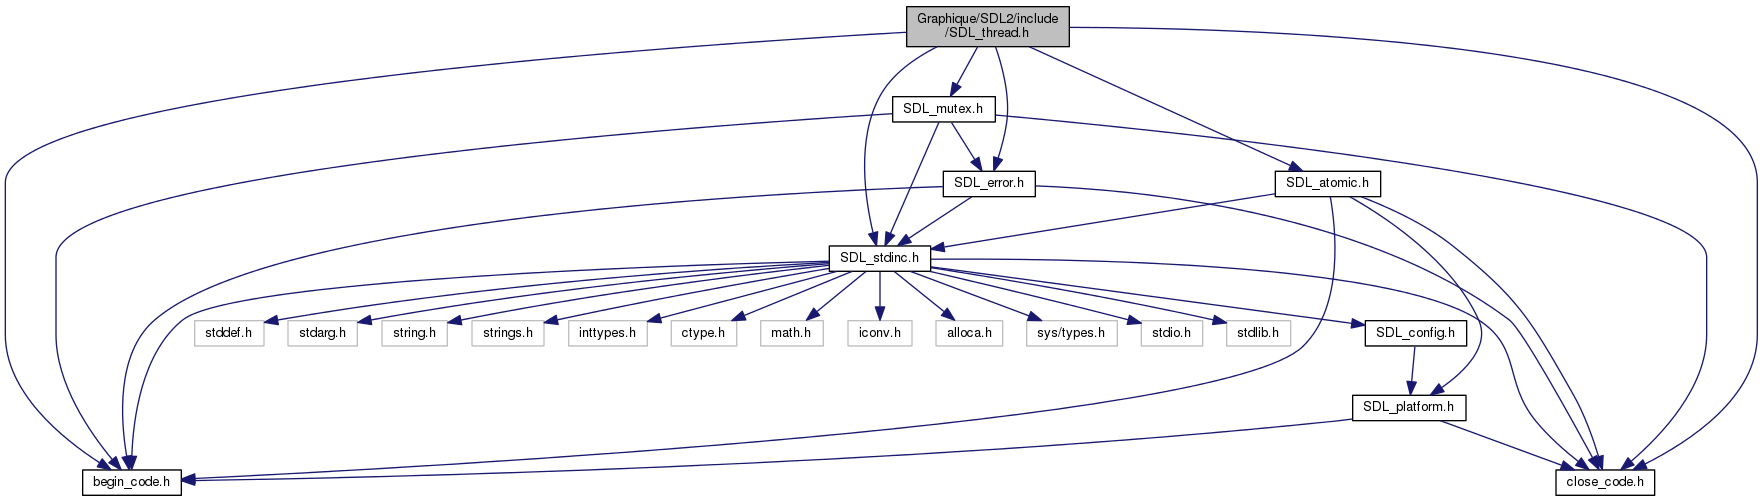 Graphique/SDL2/include
/SDL_thread.h
SDL_mutex.h
SDL_error.h
SDL_atomic.h
SDL_stdinc.h
stddef.h
stdarg.h
string.h
strings.h
inttypes.h
ctype.h
math.h
iconv.h
alloca.h
sys/types.h
stdio.h
stdlib.h
SDL_config.h
SDL_platform.h
begin_code.h
close_code.h